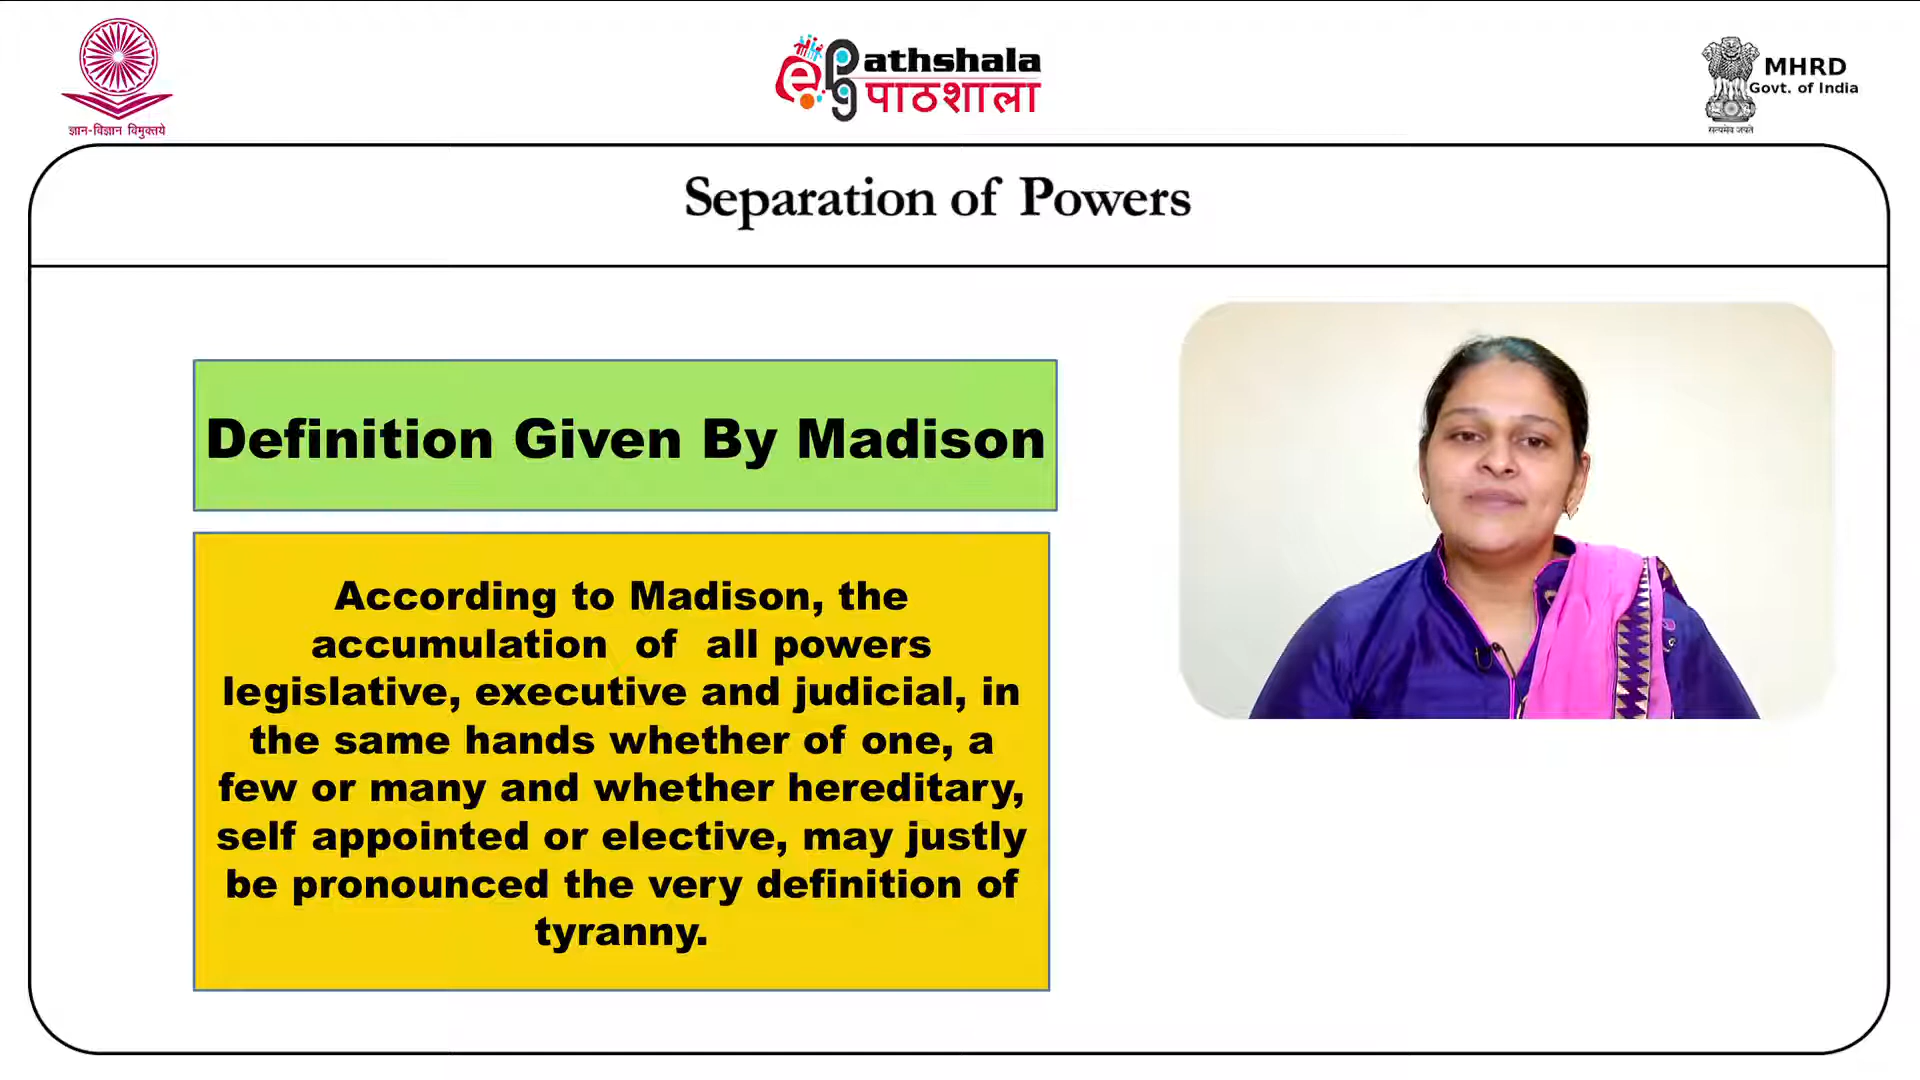 ज्ञान-विज्ञान विमुक्तये
ePg
athshala
पाठशाला
MHRD
Govt. of India
सत्यमेव जयते
Separation of Powers
Definition Given By Madison
According to Madison, the
accumulation of all powers
legislative, executive and judicial, in
the same hands whether of one, a
few or many and whether hereditary,
self appointed or elective, may justly
be pronounced the very definition of
tyranny.